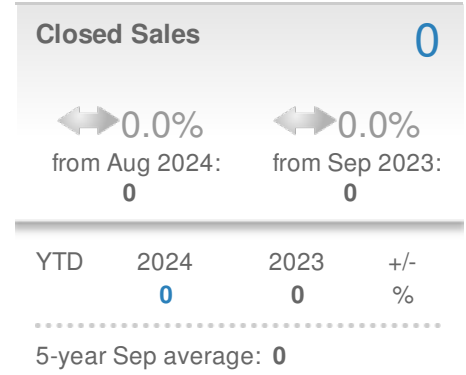 Closed Sales 0
0.0% 0.0%
from Aug 2024: from Sep 2023:
0 0
YTD 2024 2023 +/-
0 0 %
5-year Sep average: 0